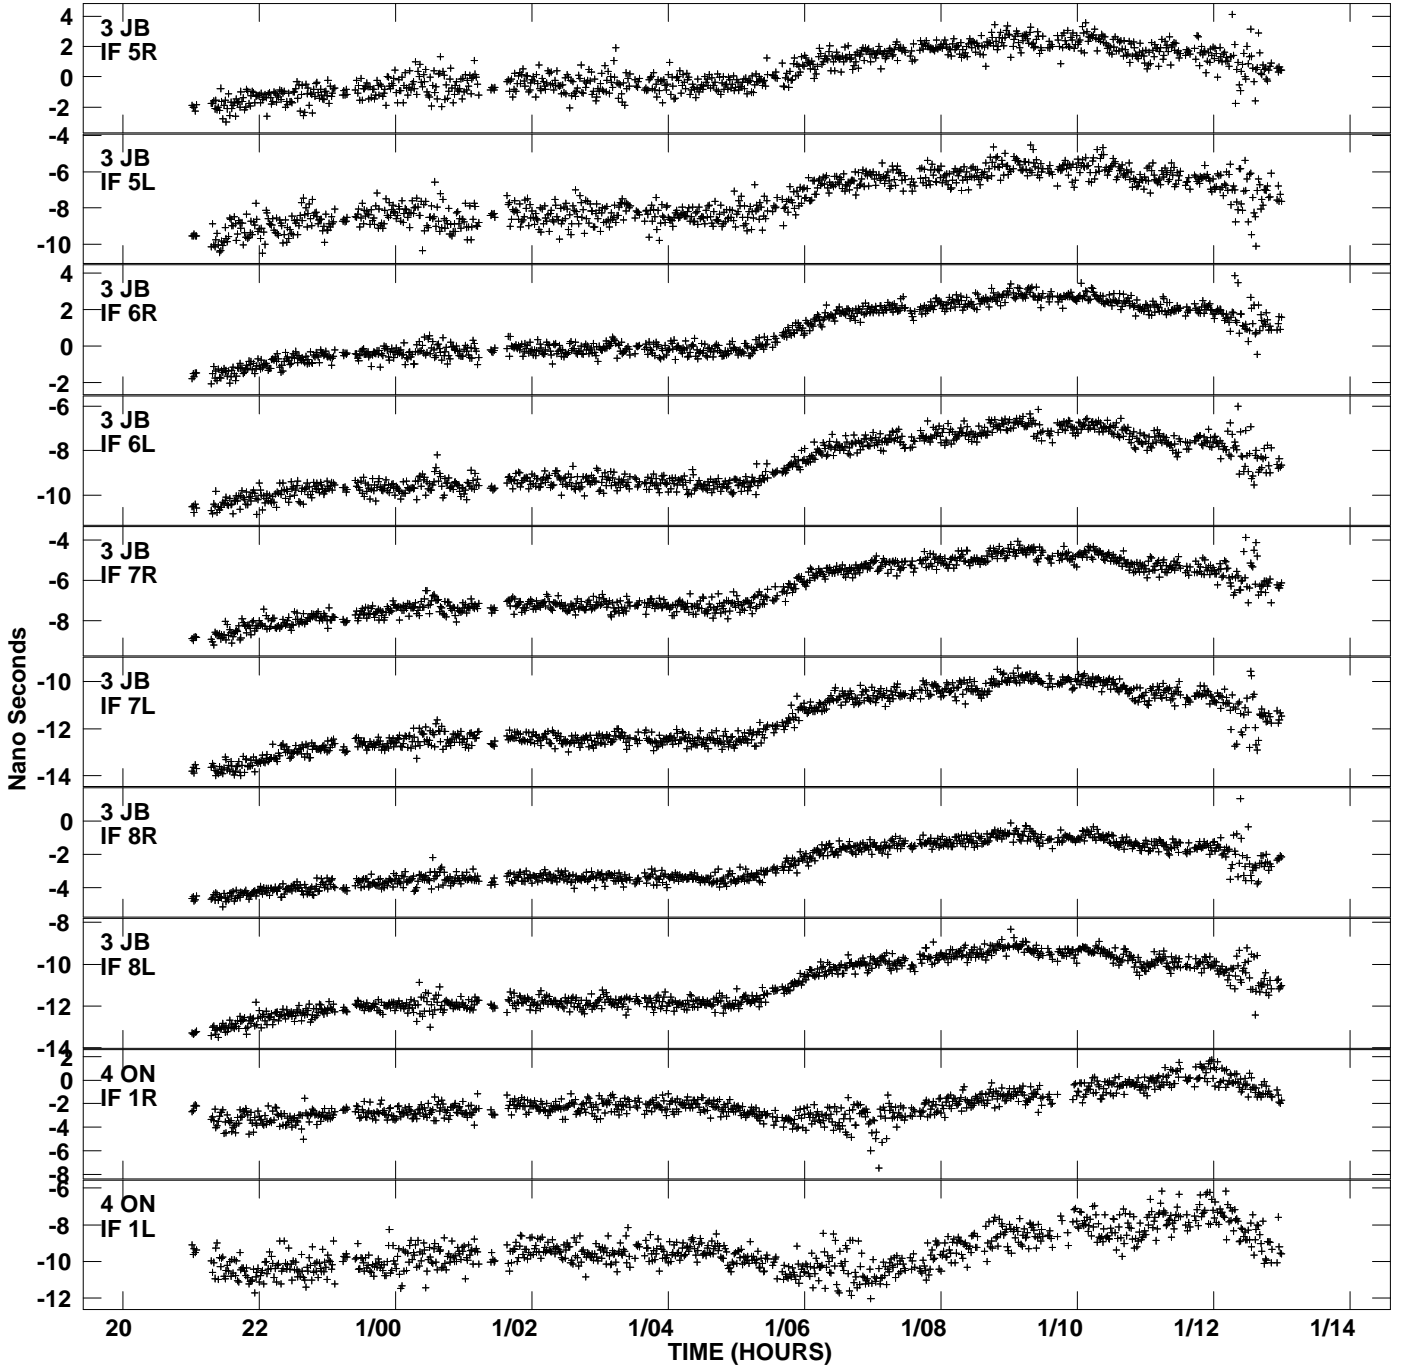 4
2
0
-2
3 JB
IF 5R
-4
-6
-8
-10
3 JB
IF 5L
4
2
0
-2
3 JB
IF 6R
-6
-8
-10
3 JB
IF 6L
-4
-6
-8
3 JB
IF 7R
-10
-12
-14
3 JB
IF 7L
0
-2
-4
3 JB
IF 8R
-8
-10
-12
-14
3 JB
IF 8L
2
0
-2
-4
-6
-8
4 ON
IF 1R
-6
-8
-10
-12
4 ON
IF 1L
Nano Seconds
20 22 1/00 1/02 1/04 1/06 1/08 1/10 1/12 1/14
TIME (HOURS)